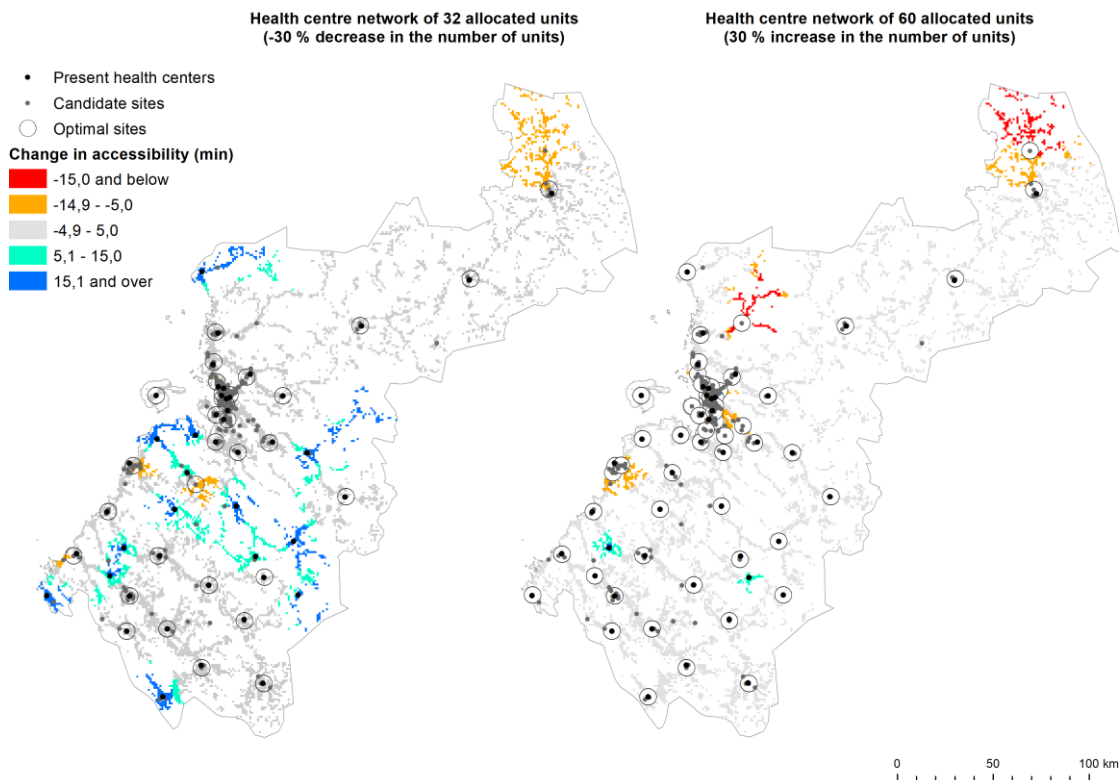 Health centre network of 32 allocated units
(-30 % decrease in the number of units)
Health centre network of 60 allocated units
(30 % increase in the number of units)
Present health centers
Candidate sites
Optimal sites
Change in accessibility (min)
-15,0 and below
-14,9 - -5,0
-4,9 - 5,0
5,1 - 15,0
15,1 and over
0 50 100 km